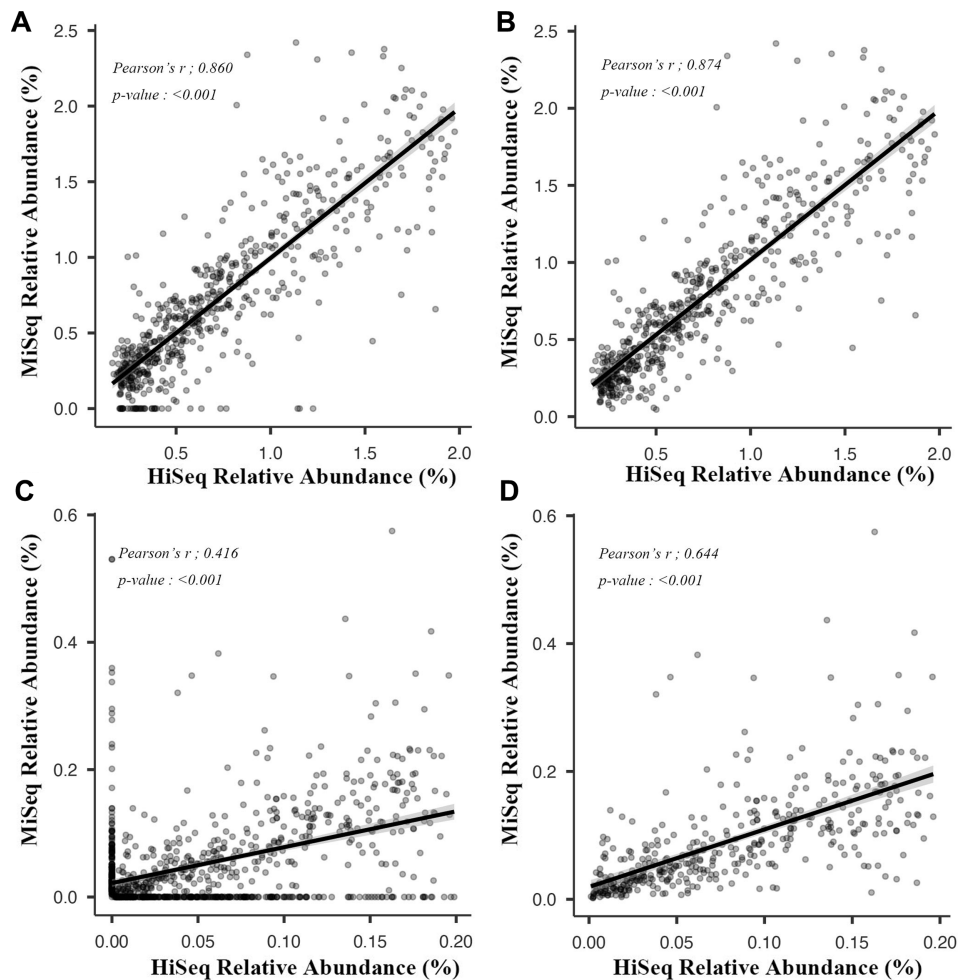 A
2.5
2.0
1.5
1.0
0.5
0.0
MiSeq Relative Abundance (%)
Pearson's r ; 0.860
p-value : <0.001
0.5 1.0 1.5 2.0
HiSeq Relative Abundance (%)
B
2.5
2.0
1.5
1.0
0.5
0.0
MiSeq Relative Abundance (%)
Pearson's r ; 0.874
p-value : <0.001
0.5 1.0 1.5 2.0
HiSeq Relative Abundance (%)
C
0.6
0.4
0.2
0.0
MiSeq Relative Abundance (%)
Pearson's r ; 0.416
p-value : <0.001
0.00 0.05 0.10 0.15 0.20
HiSeq Relative Abundance (%)
D
0.6
0.4
0.2
0.0
MiSeq Relative Abundance (%)
Pearson's r ; 0.644
p-value : <0.001
0.00 0.05 0.10 0.15 0.20
HiSeq Relative Abundance (%)